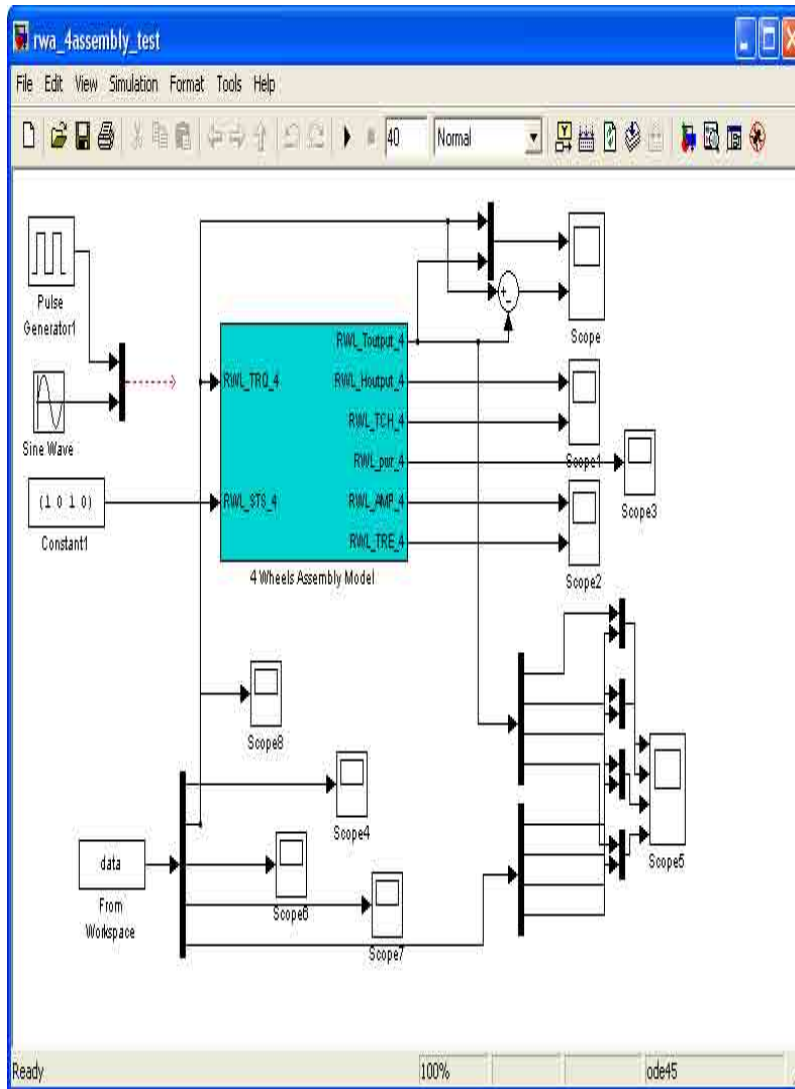 rwa_4assembly_test
File Edit View Simulation Format Tools Help
40 Normal
Pulse
Generator1
Sine Wave
(1 0 1 0)
Constant1
RWL_TRQ_4
RWL_STS_4
RWL_Toutput_4
RWL_Houtput_4
RWL_TCH_4
RWL_pwr_4
RWL_AMP_4
RWL_TRE_4
4 Wheels Assembly Model
Scope
Scope1
Scope3
Scope2
Scope8
Scope4
Scope6
Scope7
Scope5
data
From
Workspace
Ready 100% ode45